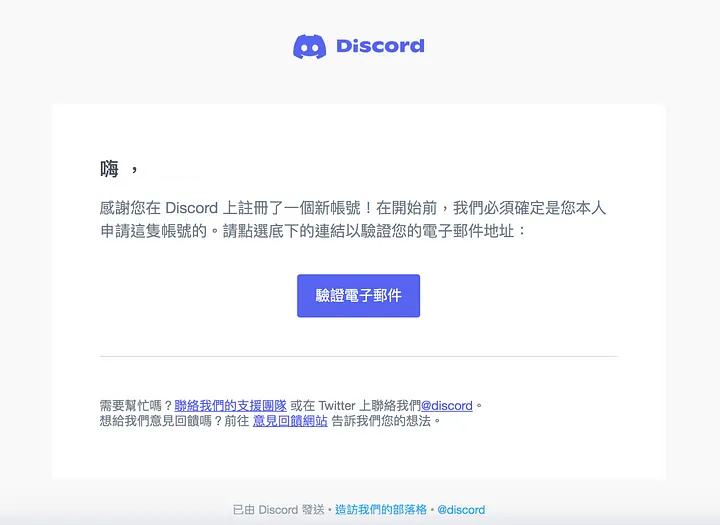 Discord
嗨 ，
感謝您在 Discord 上註冊了一個新帳號！在開始前，我們必須確定是您本人
申請這隻帳號的。請點選底下的連結以驗證您的電子郵件地址：
驗證電子郵件
需要幫忙嗎？聯絡我們的支援團隊 或在 Twitter 上聯絡我們@discord。
想給我們意見回饋嗎？前往 意見回饋網站 告訴我們您的想法。
已由 Discord 發送 • 造訪我們的部落格 • @discord